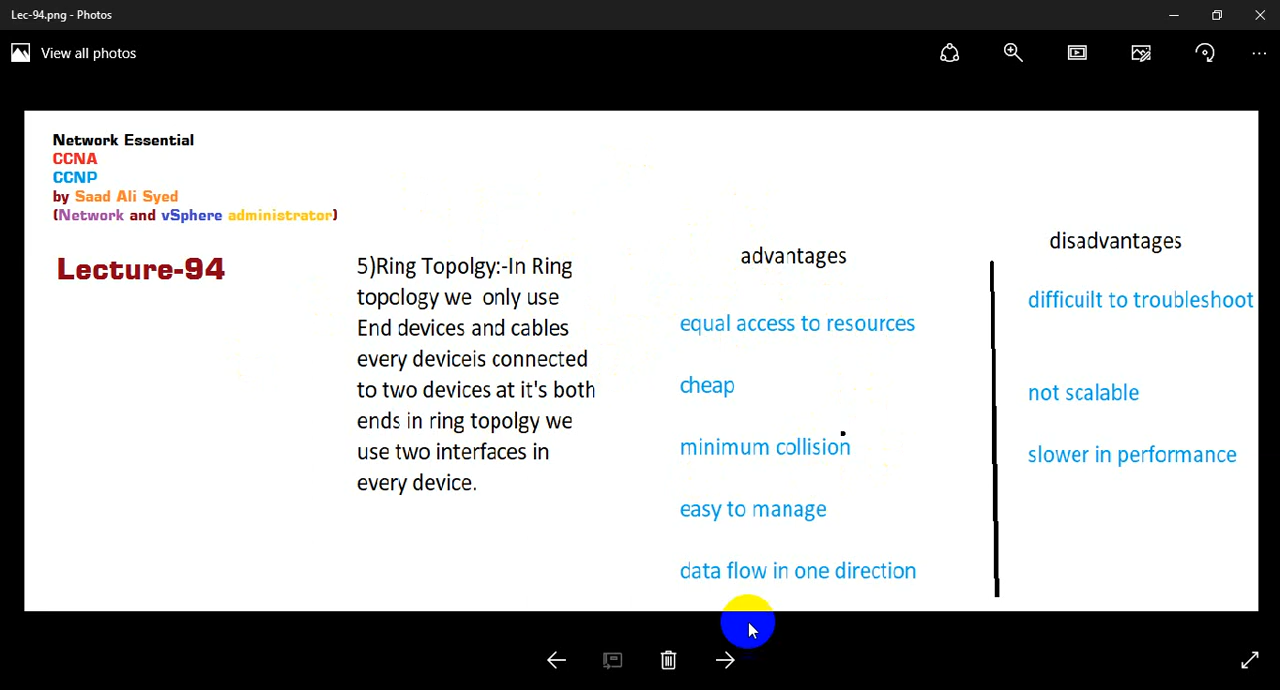 Lec-94.png - Photos
View all photos
Network Essential
CCNA
CCNP
by Saad Ali Syed
(Network and vSphere administrator)
Lecture-94
5)Ring Topolgy:-In Ring
topology we only use
End devices and cables
every deviceis connected
to two devices at it's both
ends in ring topolgy we
use two interfaces in
every device.
advantages
equal access to resources
cheap
minimum collision
easy to manage
data flow in one direction
disadvantages
difficuilt to troubleshoot
not scalable
slower in performance